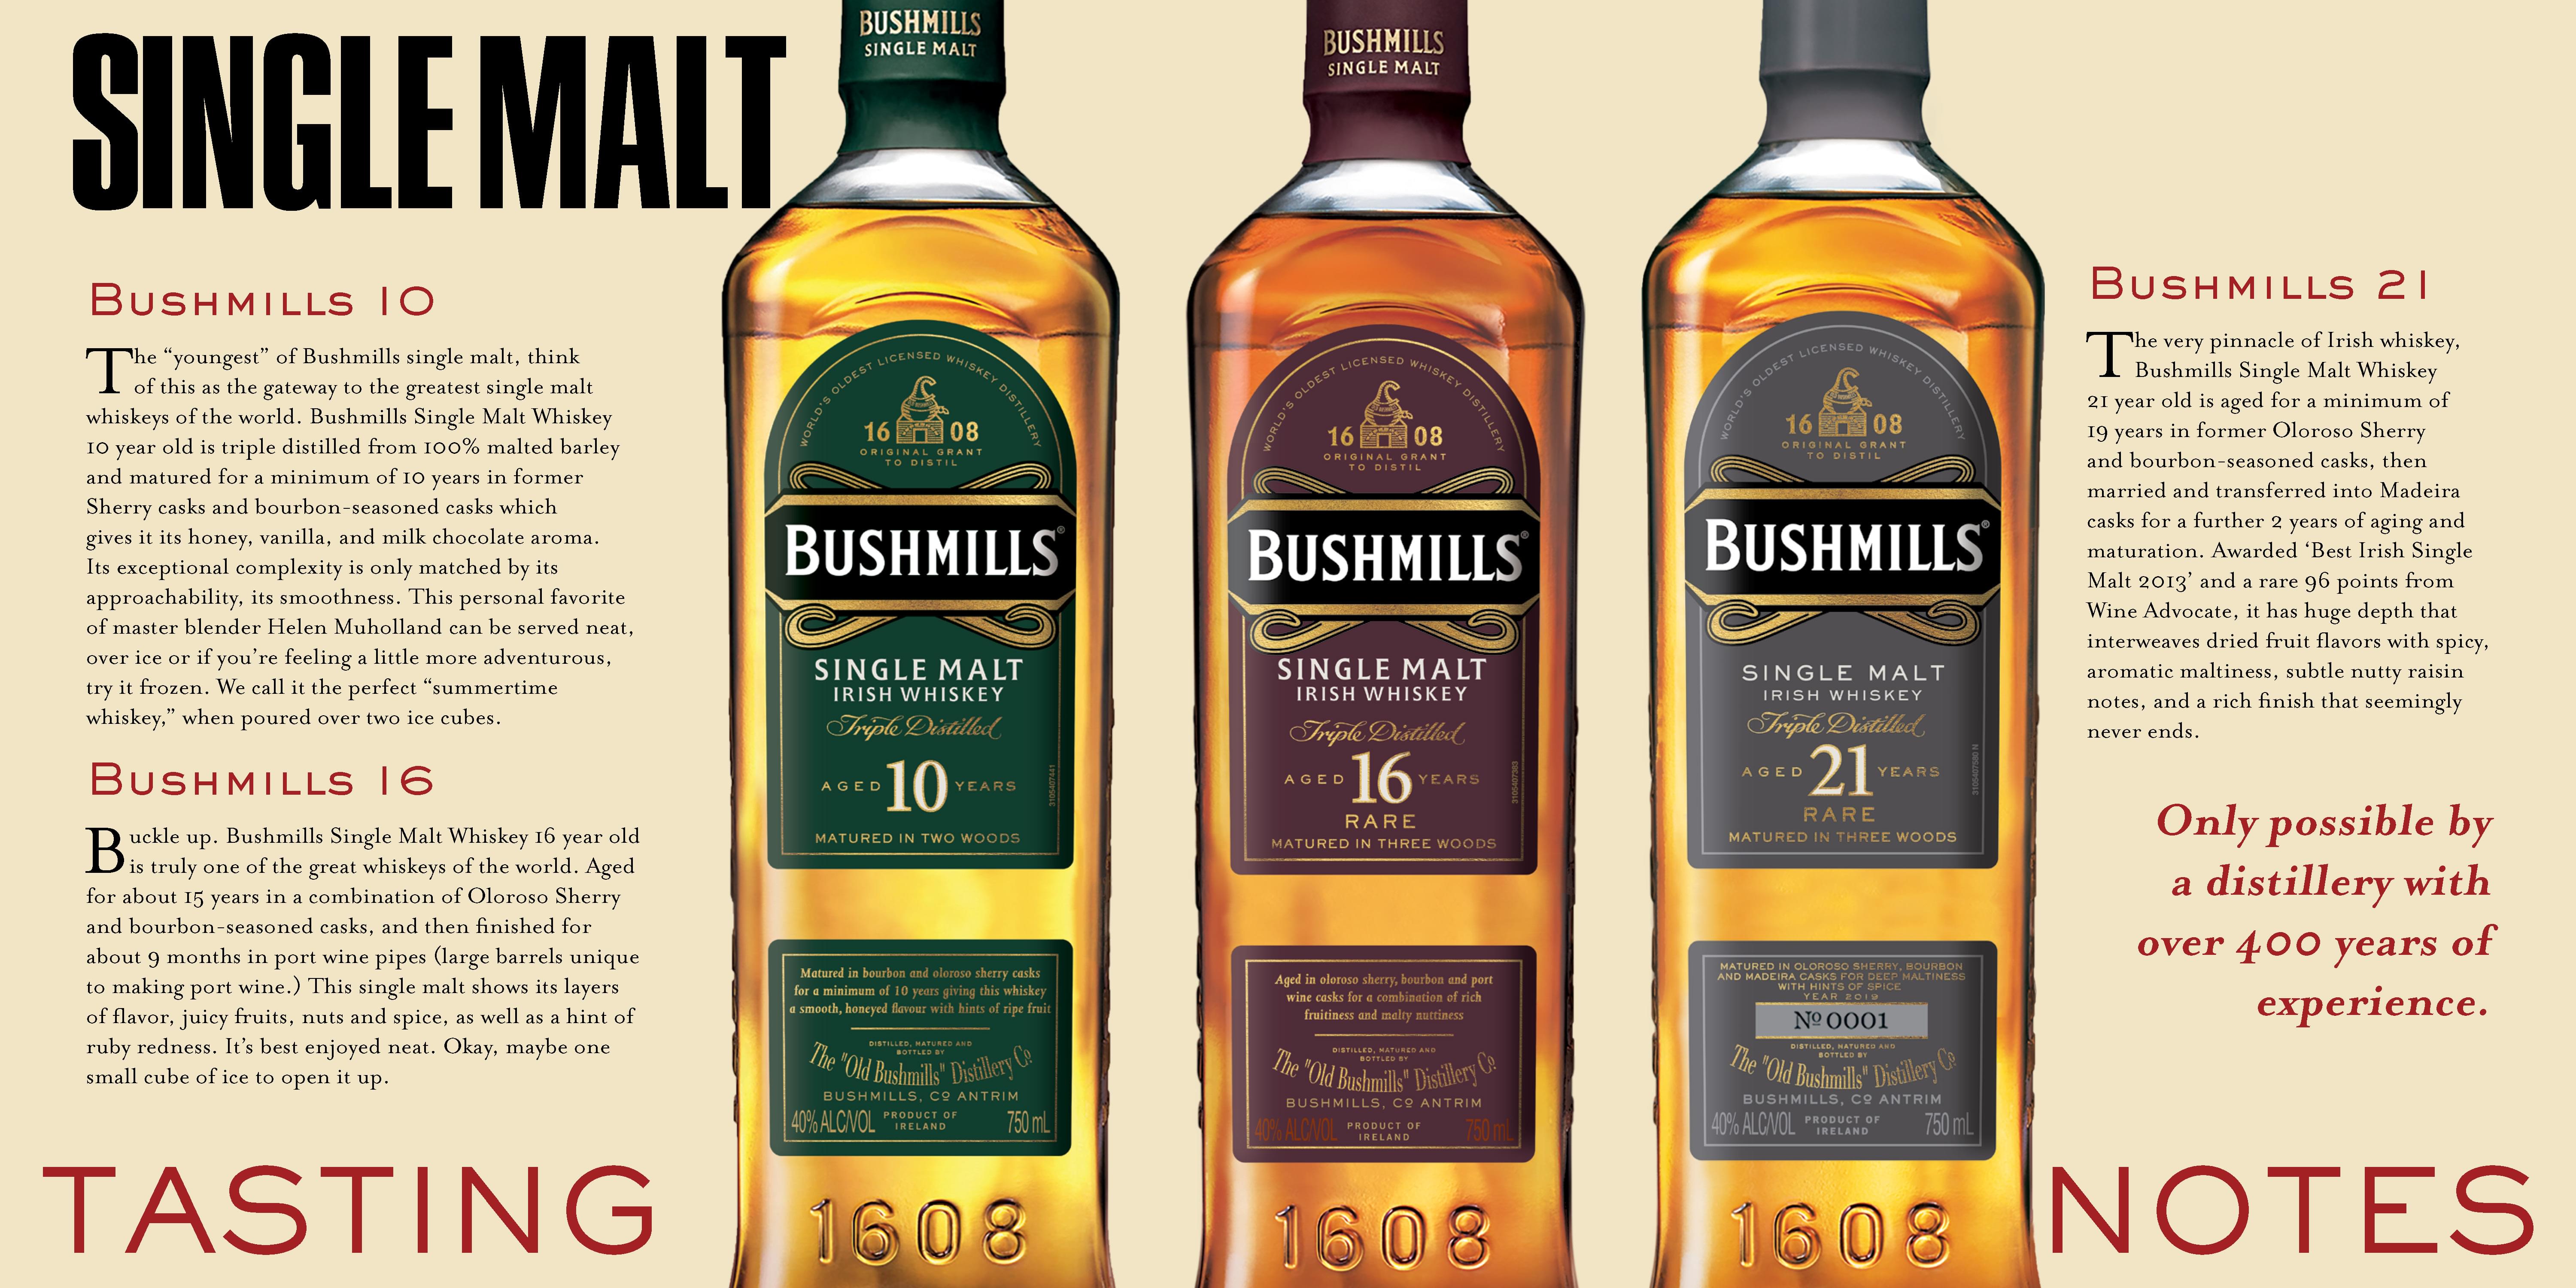 SINGLE MALT
BUSHMILLS 10
The “youngest” of Bushmills single malt, think
of this as the gateway to the greatest single malt
whiskeys of the world. Bushmills Single Malt Whiskey
10 year old is triple distilled from 100% malted barley
and matured for a minimum of 10 years in former
Sherry casks and bourbon-seasoned casks which
gives it its honey, vanilla, and milk chocolate aroma.
Its exceptional complexity is only matched by its
approachability, its smoothness. This personal favorite
of master blender Helen Muholland can be served neat,
over ice or if you’re feeling a little more adventurous,
try it frozen. We call it the perfect “summertime
whiskey,” when poured over two ice cubes.
BUSHMILLS 16
Buckle up. Bushmills Single Malt Whiskey 16 year old
is truly one of the great whiskeys of the world. Aged
for about 15 years in a combination of Oloroso Sherry
and bourbon-seasoned casks, and then finished for
about 9 months in port wine pipes (large barrels unique
to making port wine.) This single malt shows its layers
of flavor, juicy fruits, nuts and spice, as well as a hint of
ruby redness. It’s best enjoyed neat. Okay, maybe one
small cube of ice to open it up.
BUSHMILLS
SINGLE MALT
WORLD'S OLDEST LICENSED WHISKEY DISTILLERY
16 08
ORIGINAL GRANT
TO DISTIL
BUSHMILLS®
SINGLE MALT
IRISH WHISKEY
Triple Distilled
AGED 10 YEARS
3105407441
MATURED IN TWO WOODS
Matured in bourbon and oloroso sherry casks
for a minimum of 10 years giving this whiskey
a smooth, honeyed flavour with hints of ripe fruit
DISTILLED, MATURED AND
BOTTLED BY
The "Old Bushmills" Distillery Co
BUSHMILLS, CO ANTRIM
40% ALC/VOL PRODUCT OF IRELAND 750 mL
1608
BUSHMILLS
SINGLE MALT
WORLD'S OLDEST LICENSED WHISKEY DISTILLERY
16 08
ORIGINAL GRANT
TO DISTIL
BUSHMILLS®
SINGLE MALT
IRISH WHISKEY
Triple Distilled
AGED 16 YEARS
3105407383
RARE
MATURED IN THREE WOODS
Aged in oloroso sherry, bourbon and port
wine casks for a combination of rich
fruitiness and malty nuttiness
DISTILLED, MATURED AND
BOTTLED BY
The "Old Bushmills" Distillery Co
BUSHMILLS, CO ANTRIM
40% ALC/VOL PRODUCT OF IRELAND 750 mL
1608
WORLD'S OLDEST LICENSED WHISKEY DISTILLERY
16 08
ORIGINAL GRANT
TO DISTIL
BUSHMILLS®
SINGLE MALT
IRISH WHISKEY
Triple Distilled
AGED 21 YEARS
3105407580 N
RARE
MATURED IN THREE WOODS
MATURED IN OLOROSO SHERRY, BOURBON
AND MADEIRA CASKS FOR DEEP MALTINESS
WITH HINTS OF SPICE
YEAR 2019
No 0001
DISTILLED, MATURED AND
BOTTLED BY
The "Old Bushmills" Distillery Co
BUSHMILLS, CO ANTRIM
40% ALC/VOL PRODUCT OF IRELAND 750 mL
1608
BUSHMILLS 21
The very pinnacle of Irish whiskey,
Bushmills Single Malt Whiskey
21 year old is aged for a minimum of
19 years in former Oloroso Sherry
and bourbon-seasoned casks, then
married and transferred into Madeira
casks for a further 2 years of aging and
maturation. Awarded ‘Best Irish Single
Malt 2013’ and a rare 96 points from
Wine Advocate, it has huge depth that
interweaves dried fruit flavors with spicy,
aromatic maltiness, subtle nutty raisin
notes, and a rich finish that seemingly
never ends.
Only possible by
a distillery with
over 400 years of
experience.
TASTING NOTES